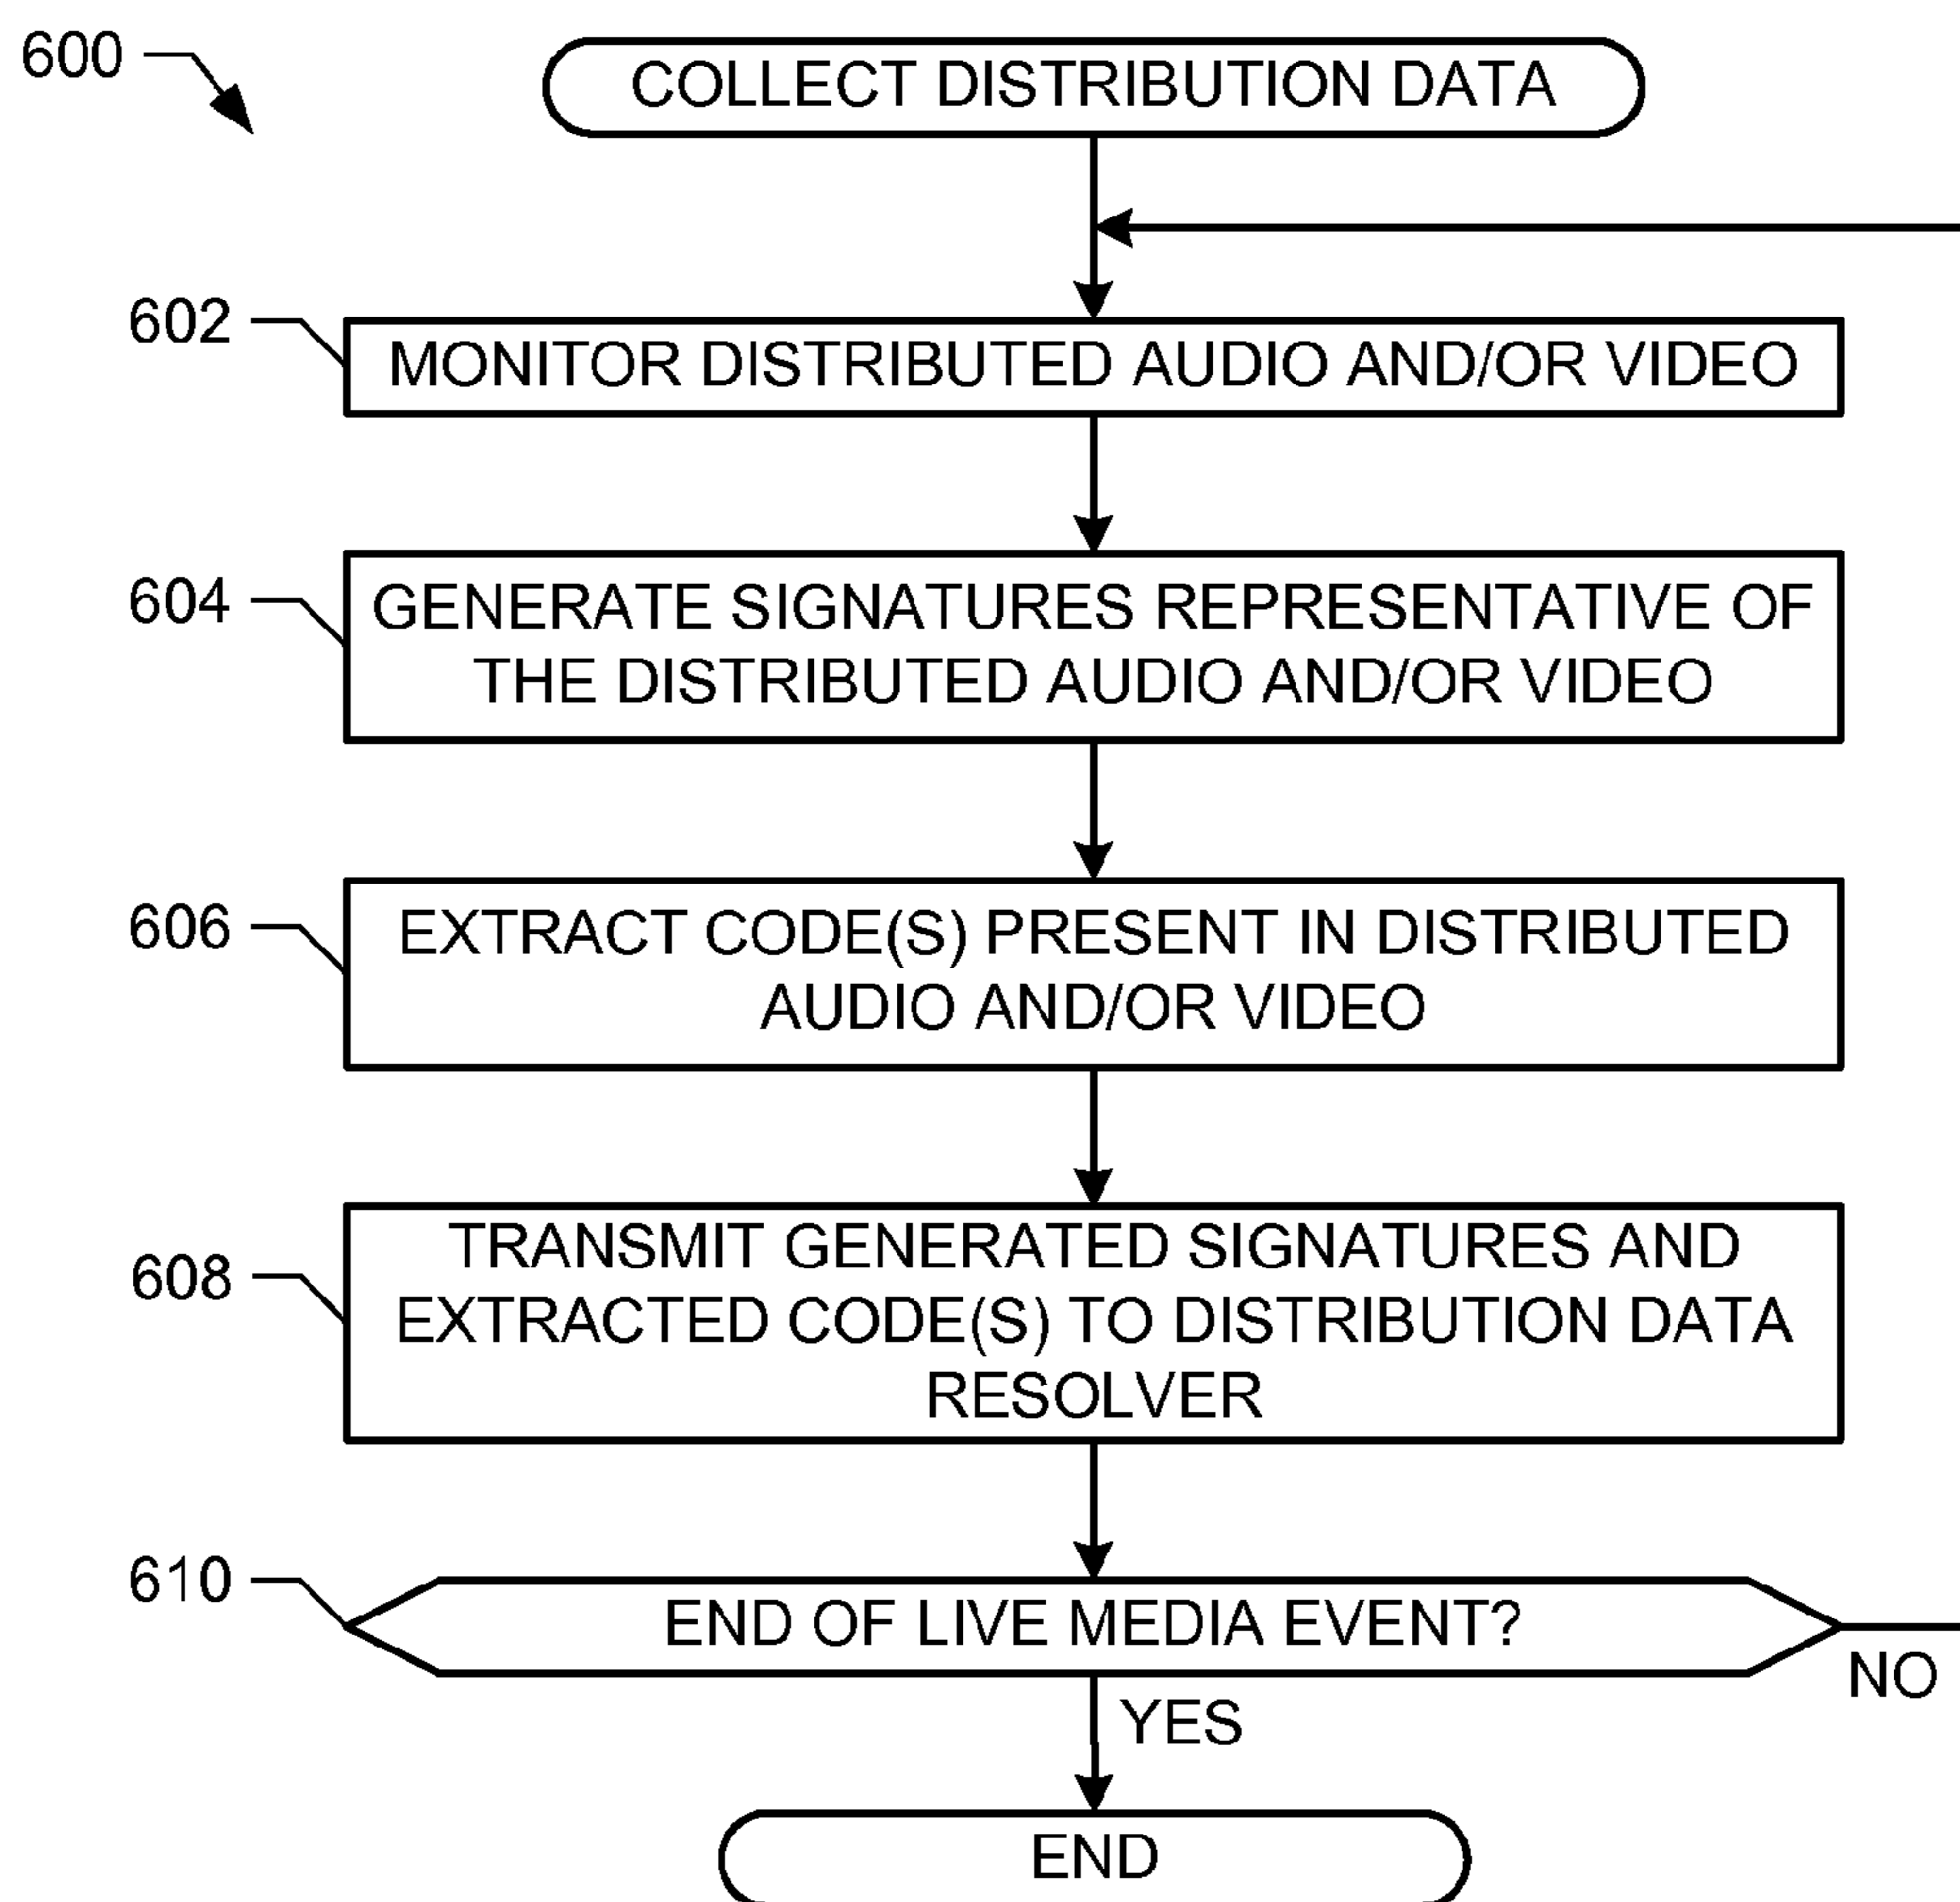 600
COLLECT DISTRIBUTION DATA
602
MONITOR DISTRIBUTED AUDIO AND/OR VIDEO
604
GENERATE SIGNATURES REPRESENTATIVE OF
THE DISTRIBUTED AUDIO AND/OR VIDEO
606
EXTRACT CODE(S) PRESENT IN DISTRIBUTED
AUDIO AND/OR VIDEO
608
TRANSMIT GENERATED SIGNATURES AND
EXTRACTED CODE(S) TO DISTRIBUTION DATA
RESOLVER
610
END OF LIVE MEDIA EVENT?
NO
YES
END